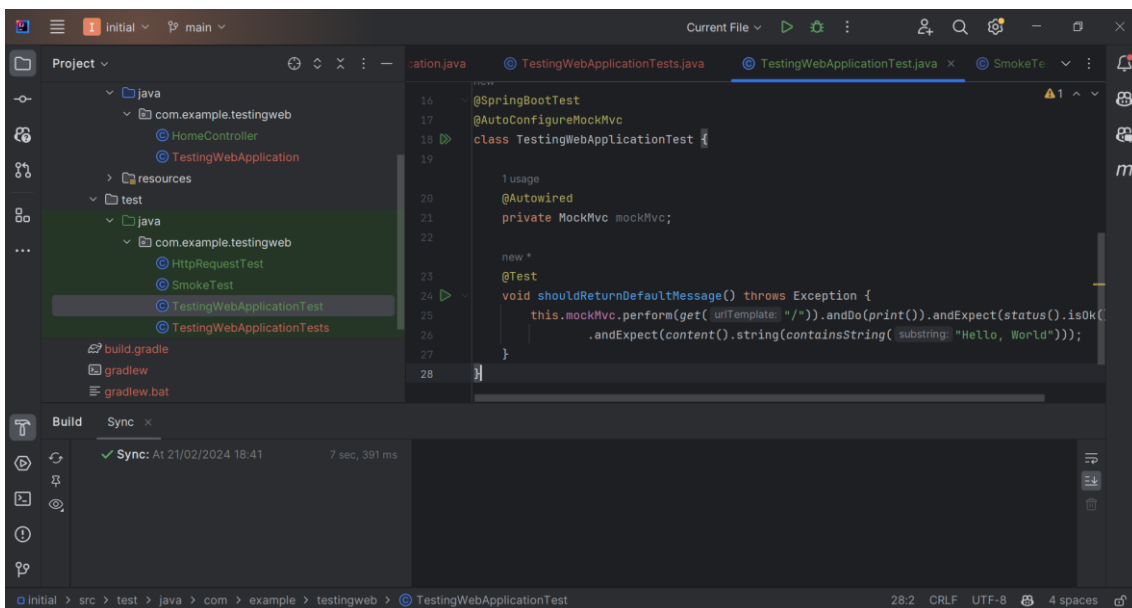 I initial main Current File
Project
:ation.java TestingWebApplicationTests.java TestingWebApplicationTest.java SmokeTe
java
com.example.testingweb
HomeController
TestingWebApplication
resources
test
java
com.example.testingweb
HttpRequestTest
SmokeTest
TestingWebApplicationTest
TestingWebApplicationTests
build.gradle
gradlew
gradlew.bat
new *
16 @SpringBootTest
17 @AutoConfigureMockMvc
18 class TestingWebApplicationTest {
19
1 usage
20 @Autowired
21 private MockMvc mockMvc;
22
new *
23 @Test
24 void shouldReturnDefaultMessage() throws Exception {
25 this.mockMvc.perform(get( urlTemplate: "/")).andDo(print()).andExpect(status().isOk(
26 .andExpect(content().string(containsString( substring: "Hello, World")));
27 }
28 }
1
m
Build Sync
Sync: At 21/02/2024 18:41 7 sec, 391 ms
initial > src > test > java > com > example > testingweb > TestingWebApplicationTest 28:2 CRLF UTF-8 4 spaces